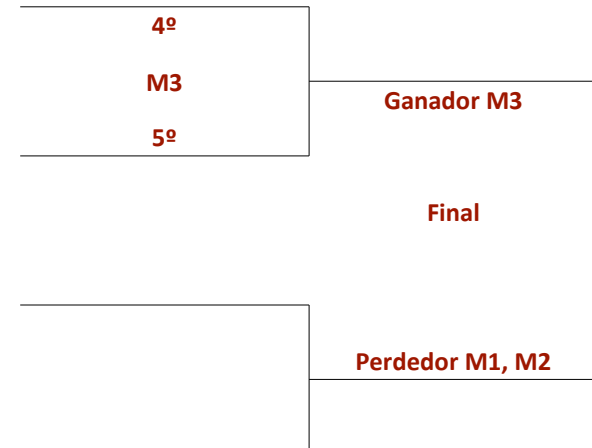 4º
M3
5º
Ganador M3
Final
Perdedor M1, M2